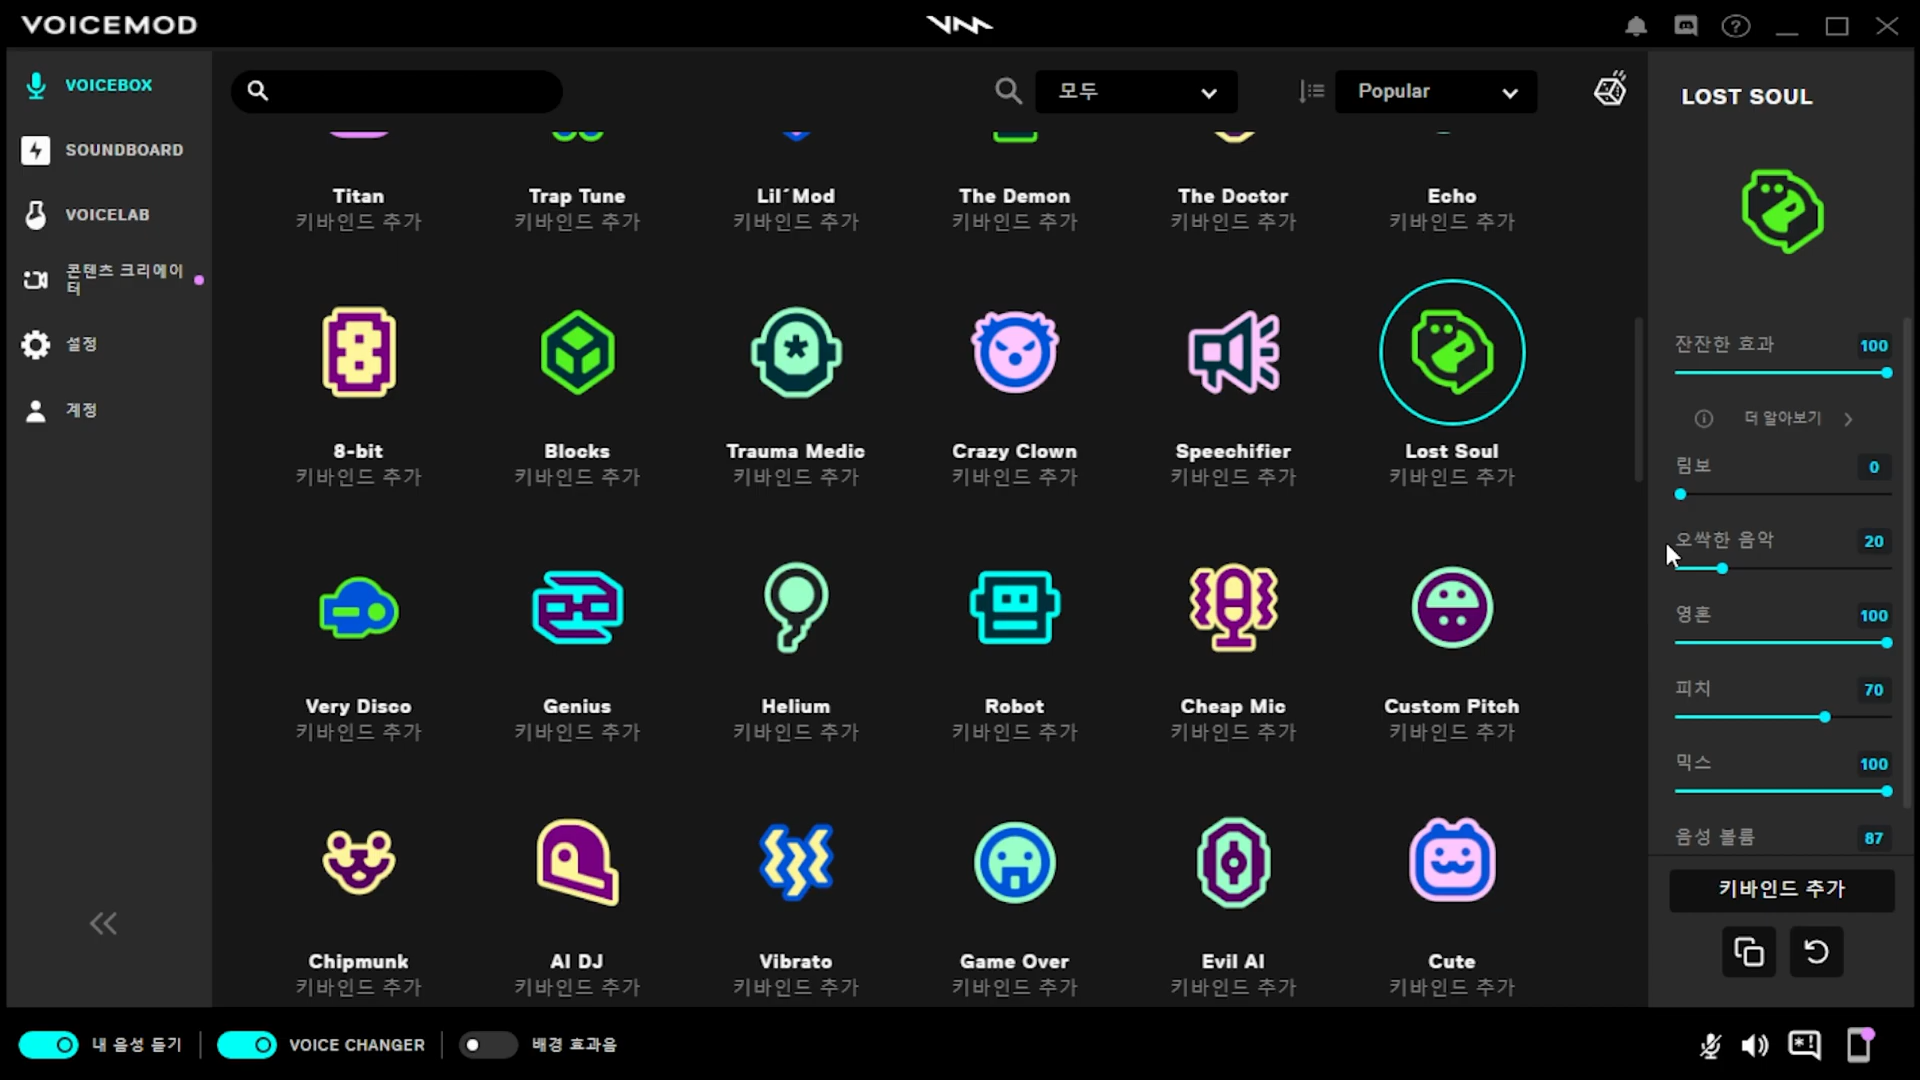 VOICEMOD
VOICEBOX
SOUNDBOARD
VOICELAB
콘텐츠 크리에이
터
설정
계정
모두
Popular
Titan
키바인드 추가
Trap Tune
키바인드 추가
Lil´Mod
키바인드 추가
The Demon
키바인드 추가
The Doctor
키바인드 추가
Echo
키바인드 추가
8-bit
키바인드 추가
Blocks
키바인드 추가
Trauma Medic
키바인드 추가
Crazy Clown
키바인드 추가
Speechifier
키바인드 추가
Lost Soul
키바인드 추가
Very Disco
키바인드 추가
Genius
키바인드 추가
Helium
키바인드 추가
Robot
키바인드 추가
Cheap Mic
키바인드 추가
Custom Pitch
키바인드 추가
Chipmunk
키바인드 추가
AI DJ
키바인드 추가
Vibrato
키바인드 추가
Game Over
키바인드 추가
Evil AI
키바인드 추가
Cute
키바인드 추가
LOST SOUL
잔잔한 효과 100
더 알아보기
림보 0
오싹한 음악 20
영혼 100
피치 70
믹스 100
음성 볼륨 87
키바인드 추가
내 음성 듣기
VOICE CHANGER
배경 효과음